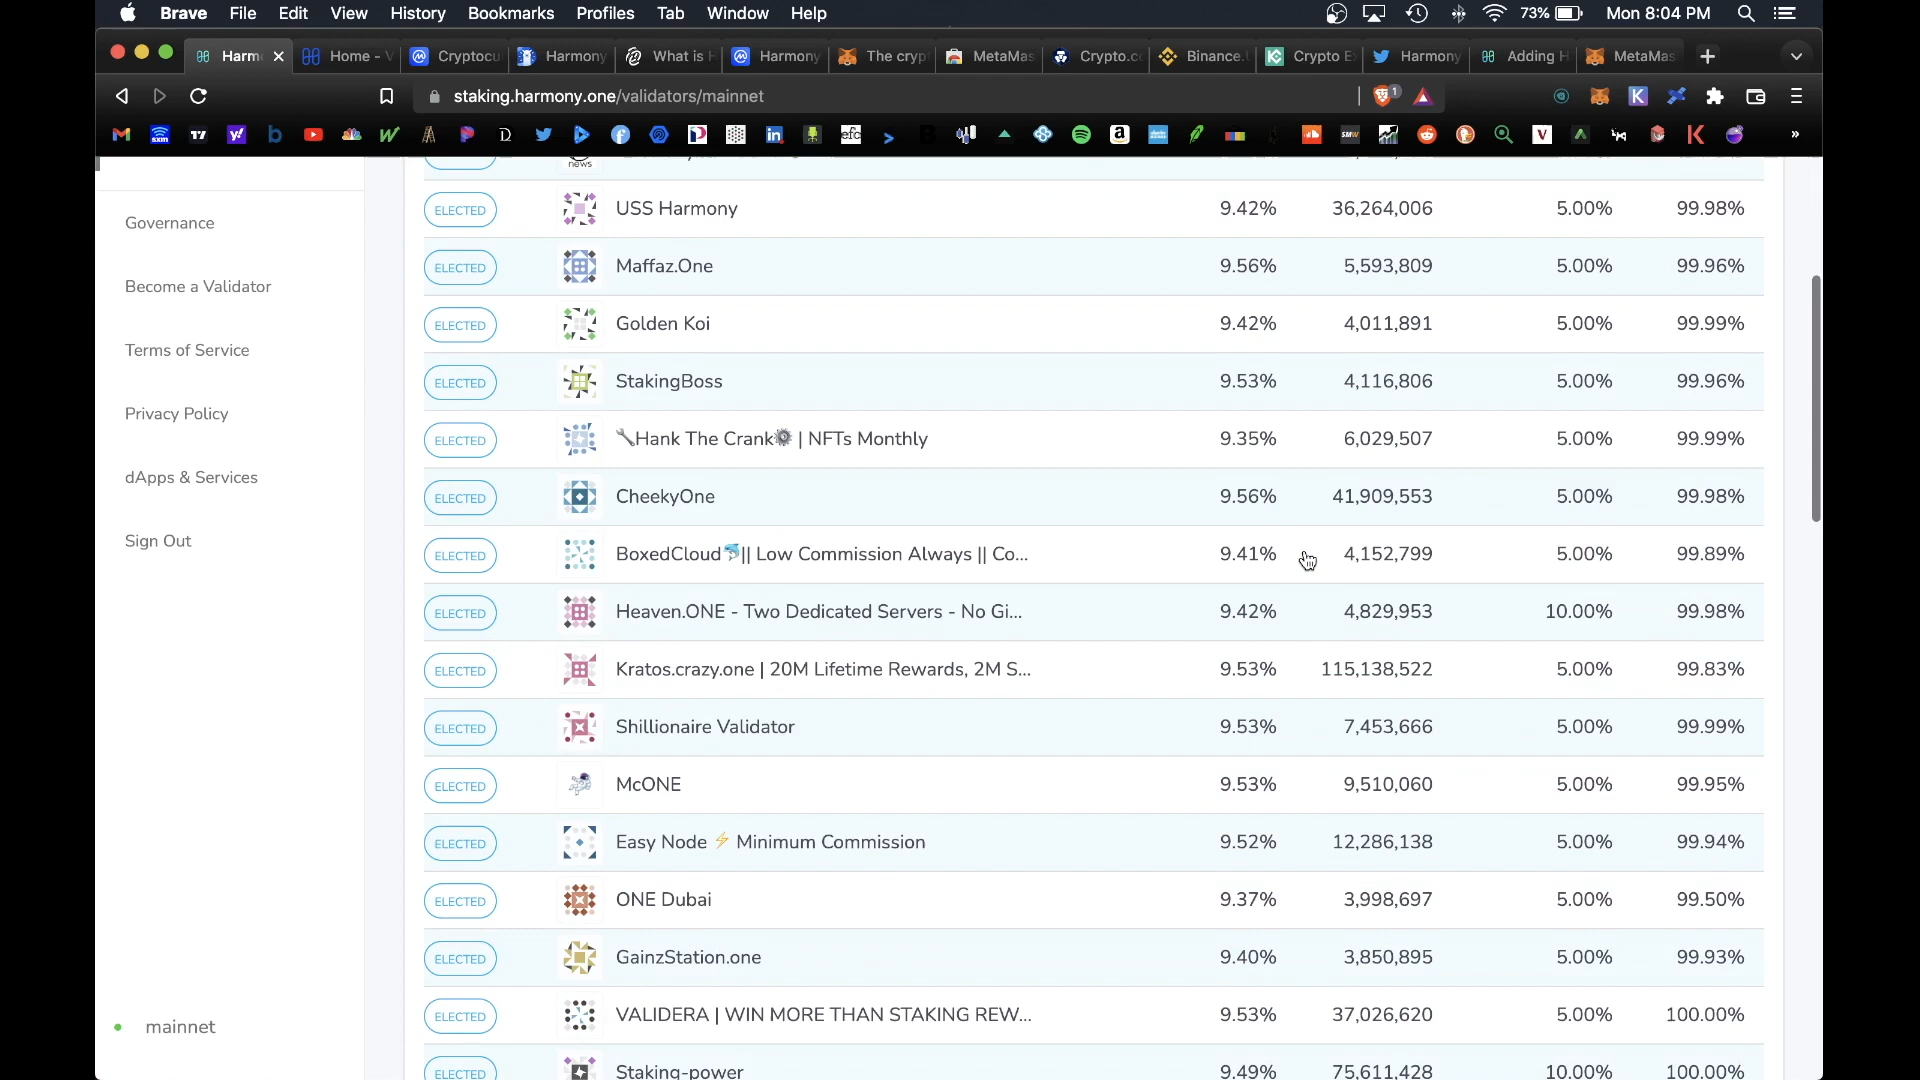 Brave File Edit View History Bookmarks Profiles Tab Window Help 73% Mon 8:04 PM
Harm Home - V Cryptocu Harmony What is H Harmony The cryp MetaMas Crypto.co Binance.U Crypto Ex Harmony Adding H MetaMas
staking.harmony.one/validators/mainnet
news
Governance
Become a Validator
Terms of Service
Privacy Policy
dApps & Services
Sign Out
mainnet
ELECTED USS Harmony 9.42% 36,264,006 5.00% 99.98%
ELECTED Maffaz.One 9.56% 5,593,809 5.00% 99.96%
ELECTED Golden Koi 9.42% 4,011,891 5.00% 99.99%
ELECTED StakingBoss 9.53% 4,116,806 5.00% 99.96%
ELECTED 🔧Hank The Crank⚙️ | NFTs Monthly 9.35% 6,029,507 5.00% 99.99%
ELECTED CheekyOne 9.56% 41,909,553 5.00% 99.98%
ELECTED BoxedCloud🐬|| Low Commission Always || Co... 9.41% 4,152,799 5.00% 99.89%
ELECTED Heaven.ONE - Two Dedicated Servers - No Gi... 9.42% 4,829,953 10.00% 99.98%
ELECTED Kratos.crazy.one | 20M Lifetime Rewards, 2M S... 9.53% 115,138,522 5.00% 99.83%
ELECTED Shillionaire Validator 9.53% 7,453,666 5.00% 99.99%
ELECTED McONE 9.53% 9,510,060 5.00% 99.95%
ELECTED Easy Node ⚡ Minimum Commission 9.52% 12,286,138 5.00% 99.94%
ELECTED ONE Dubai 9.37% 3,998,697 5.00% 99.50%
ELECTED GainzStation.one 9.40% 3,850,895 5.00% 99.93%
ELECTED VALIDERA | WIN MORE THAN STAKING REW... 9.53% 37,026,620 5.00% 100.00%
ELECTED Staking-power 9.49% 75,611,428 10.00% 100.00%